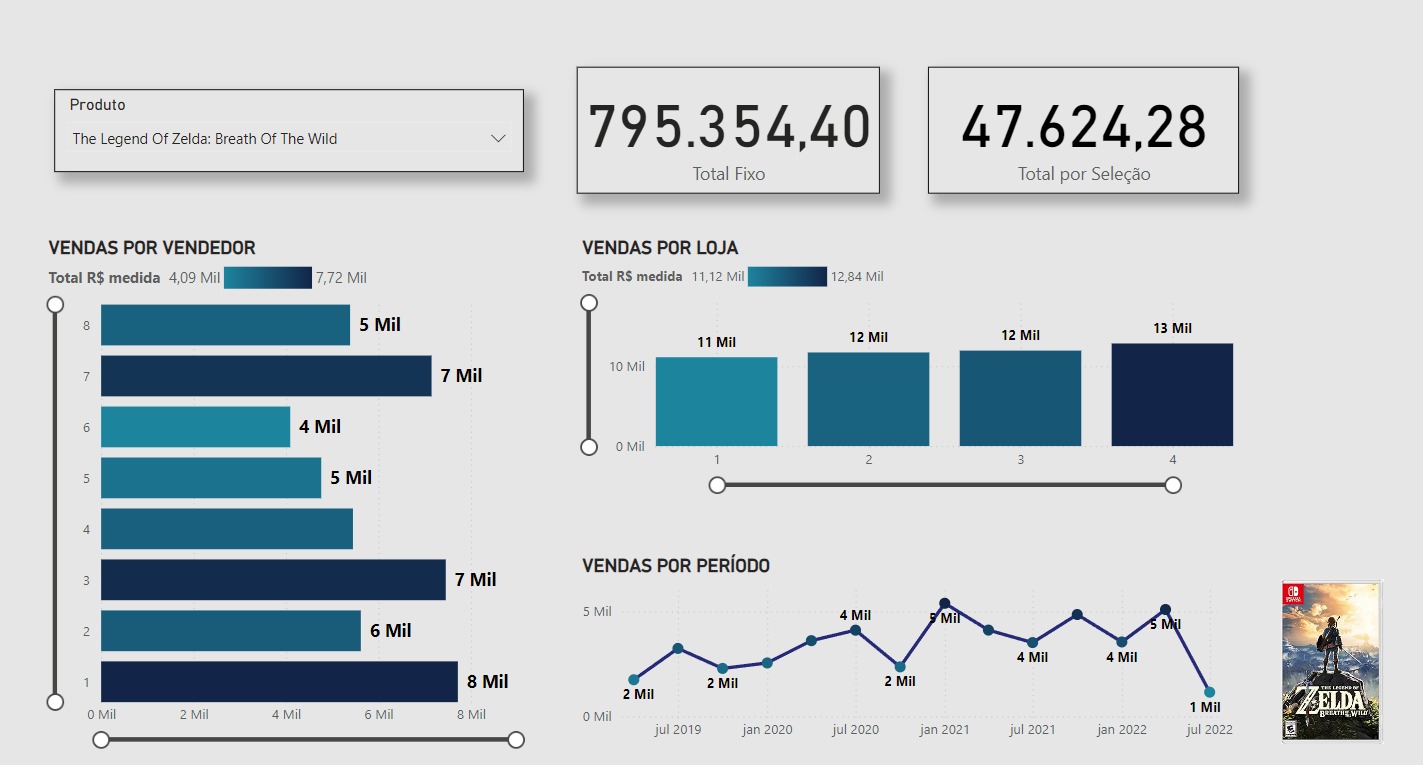 Produto
The Legend Of Zelda: Breath Of The Wild
795.354,40
Total Fixo
47.624,28
Total por Seleção
VENDAS POR VENDEDOR
Total R$ medida 4,09 Mil 7,72 Mil
8 5 Mil
7 7 Mil
6 4 Mil
5 5 Mil
4
3 7 Mil
2 6 Mil
1 8 Mil
0 Mil 2 Mil 4 Mil 6 Mil 8 Mil
VENDAS POR LOJA
Total R$ medida 11,12 Mil 12,84 Mil
11 Mil 12 Mil 12 Mil 13 Mil
10 Mil
0 Mil
1 2 3 4
VENDAS POR PERÍODO
5 Mil
0 Mil
2 Mil 2 Mil 4 Mil 2 Mil 5 Mil 4 Mil 4 Mil 5 Mil 1 Mil
jul 2019 jan 2020 jul 2020 jan 2021 jul 2021 jan 2022 jul 2022
THE LEGEND OF
ZELDA
BREATH OF THE WILD